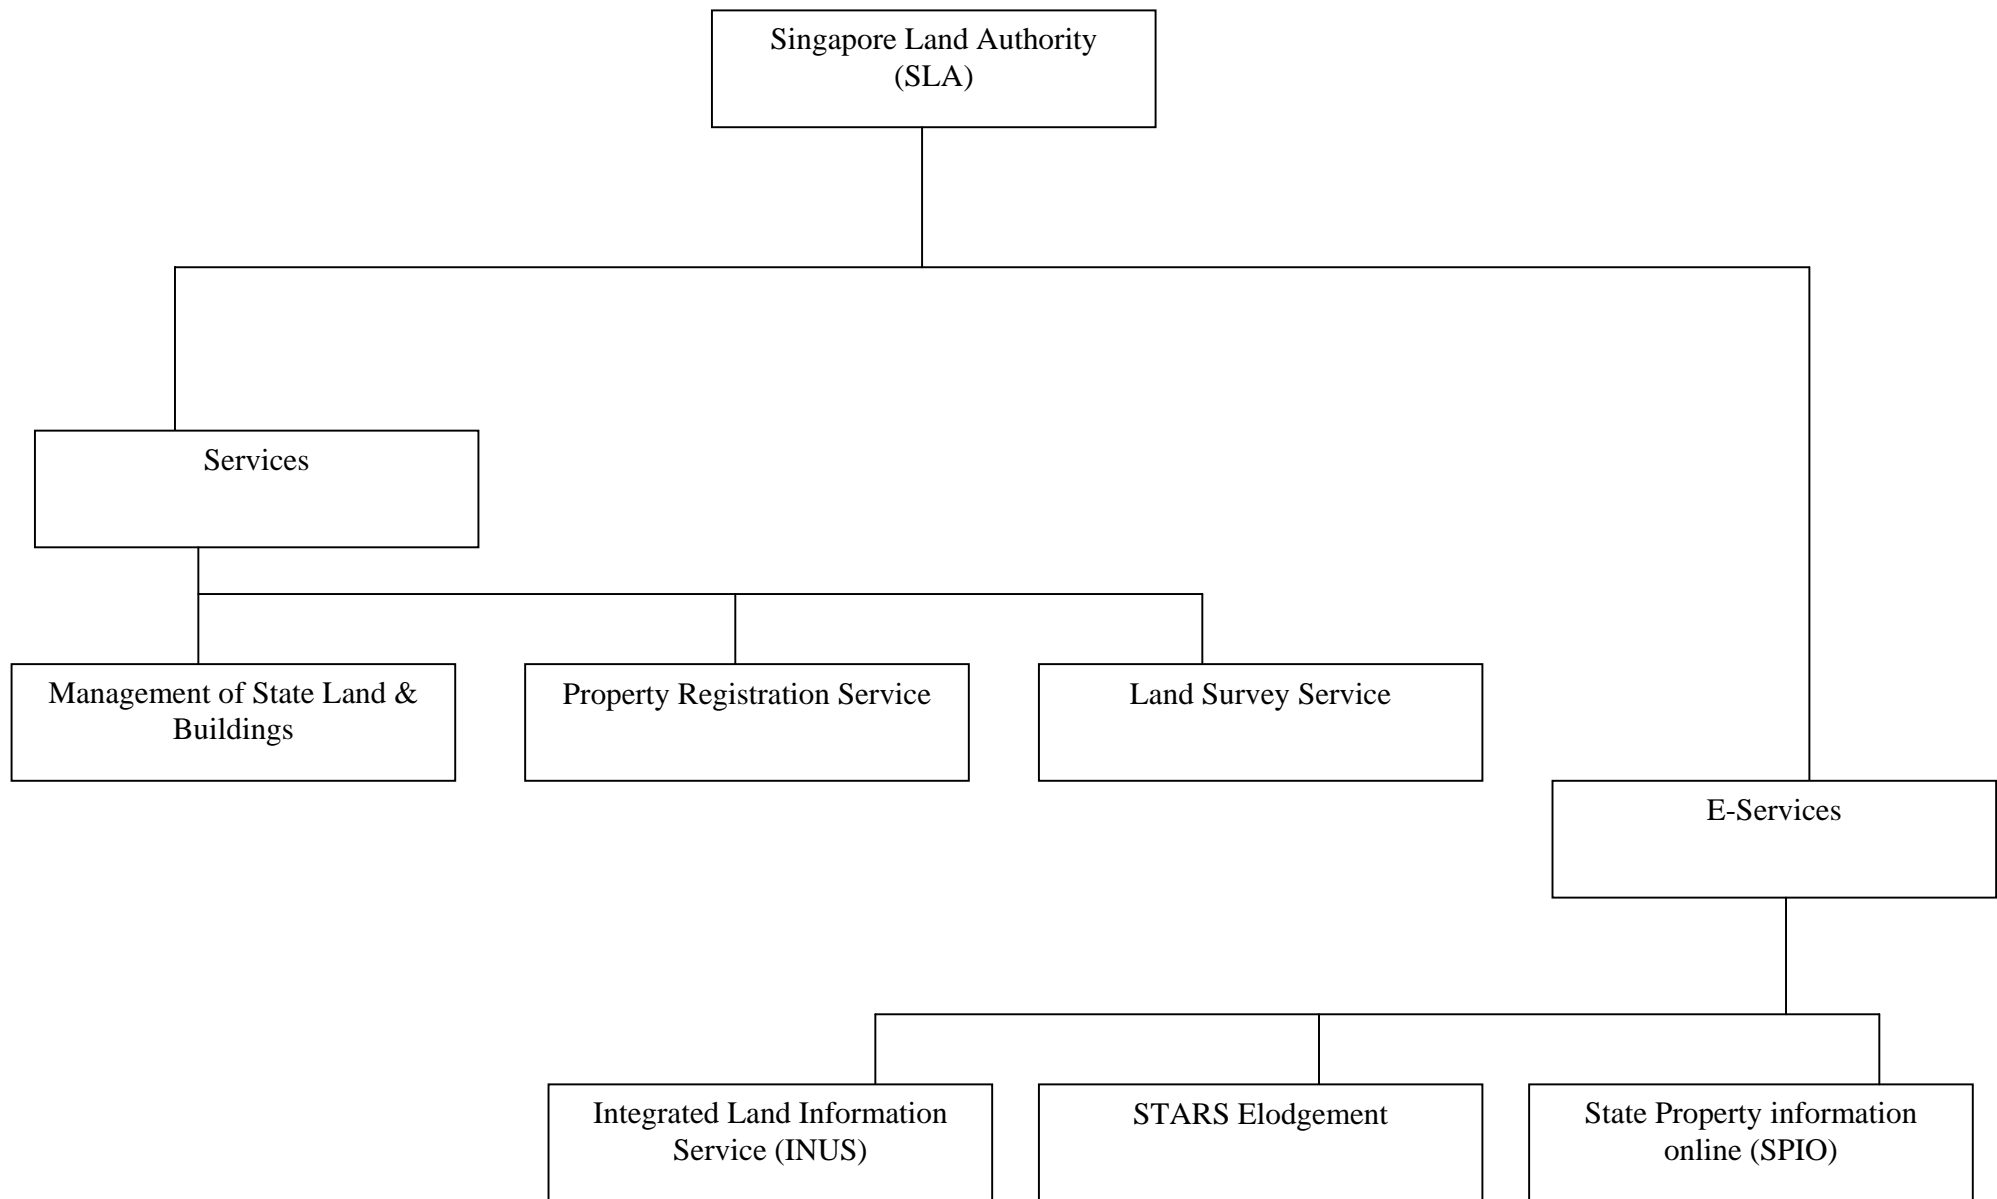 Singapore Land Authority
(SLA)
Services
Management of State Land &
Buildings
Property Registration Service
Land Survey Service
E-Services
Integrated Land Information
Service (INUS)
STARS Elodgement
State Property information
online (SPIO)